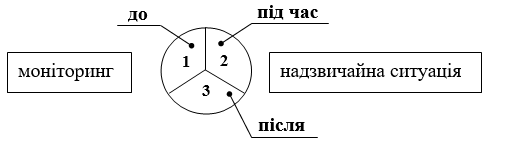 до
під час
1
2
моніторинг
надзвичайна ситуація
3
після